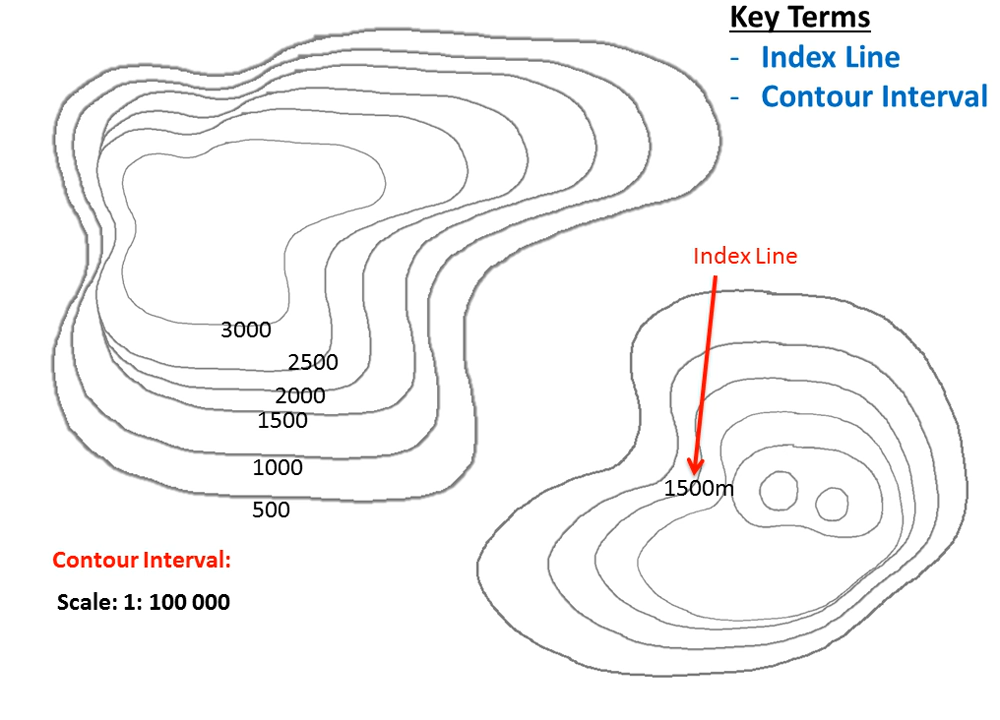 Key Terms
- Index Line
- Contour Interval
Index Line
3000
2500
2000
1500
1000
500
1500m
Contour Interval:
Scale: 1: 100 000